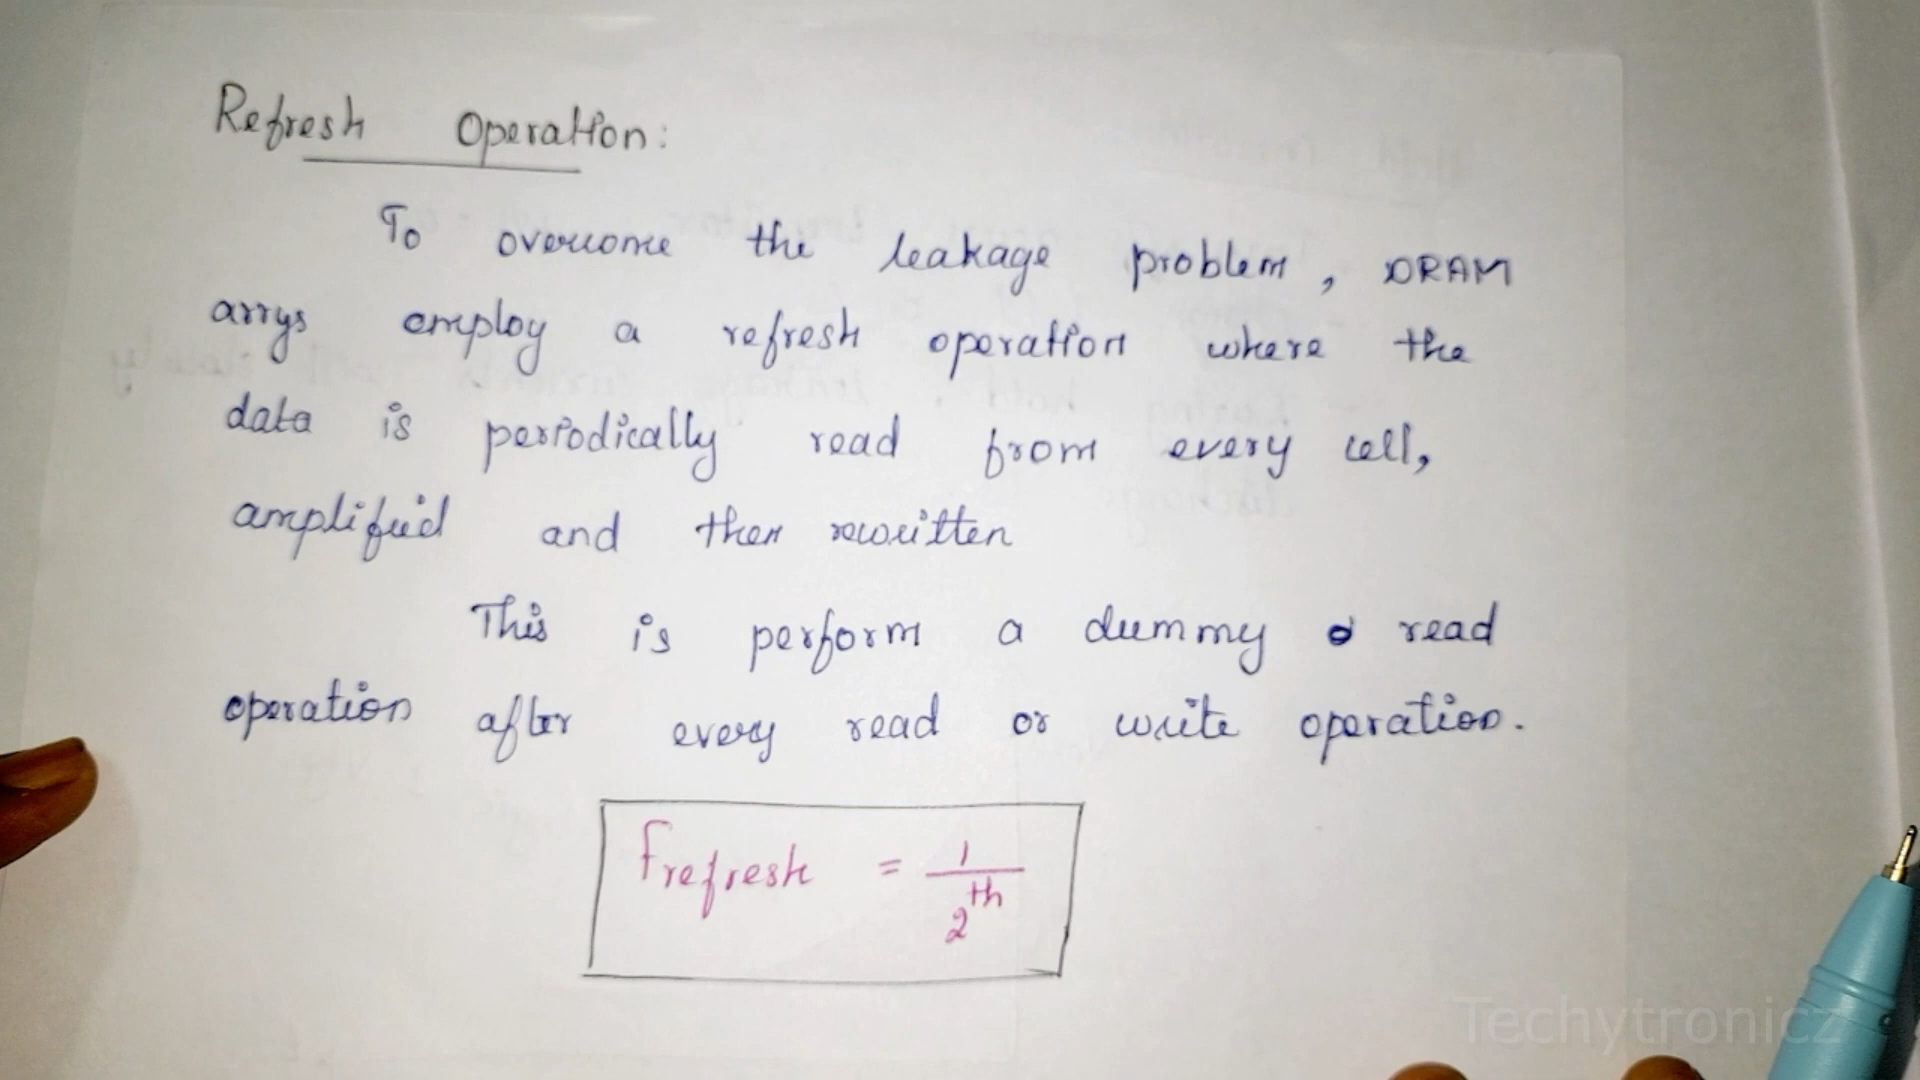 Refresh Operation:
To overcome the leakage problem, DRAM
arrys employ a refresh operation where the
data is periodically read from every cell,
amplified and then rewritten
This is perform a dummy read
operation after every read or write operation.
frefresh = 1/2^th
Techytronicz